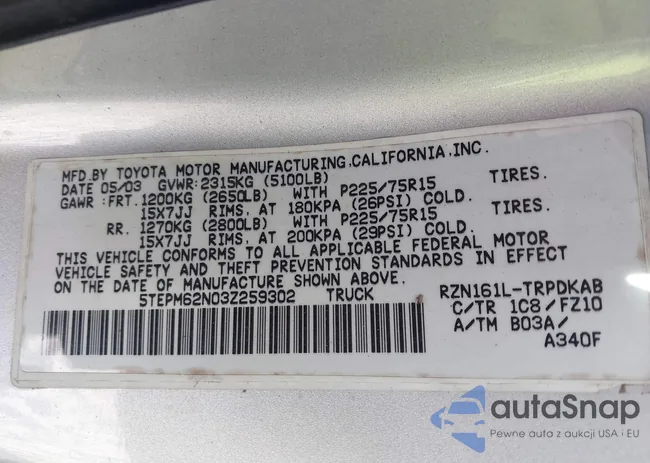 MFD.BY TOYOTA MOTOR MANUFACTURING,CALIFORNIA,INC.
DATE 05/03 GVWR:2315KG (5100LB)
GAWR :FRT.1200KG (2650LB) WITH P225/75R15 TIRES.
15X7JJ RIMS, AT 180KPA (26PSI) COLD.
RR. 1270KG (2800LB) WITH P225/75R15 TIRES.
15X7JJ RIMS, AT 200KPA (29PSI) COLD.
THIS VEHICLE CONFORMS TO ALL APPLICABLE FEDERAL MOTOR
VEHICLE SAFETY AND THEFT PREVENTION STANDARDS IN EFFECT
ON THE DATE OF MANUFACTURE SHOWN ABOVE.
5TEPM62N03Z259302 TRUCK
RZN161L-TRPDKAB
C/TR 1C8/FZ10
A/TM B03A/
A340F
autaSnap
Pewne auta z aukcji USA i EU